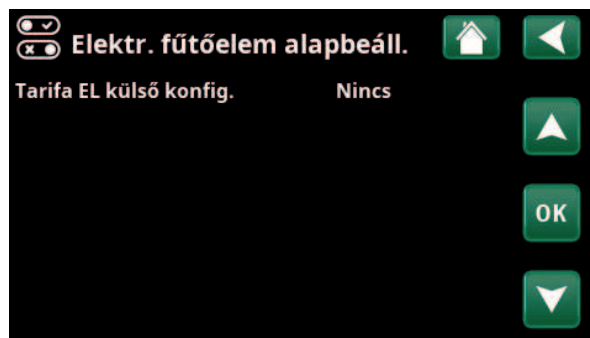 Elektr. fűtőelem alapbeáll.
Tarifa EL külső konfig. Nincs
OK